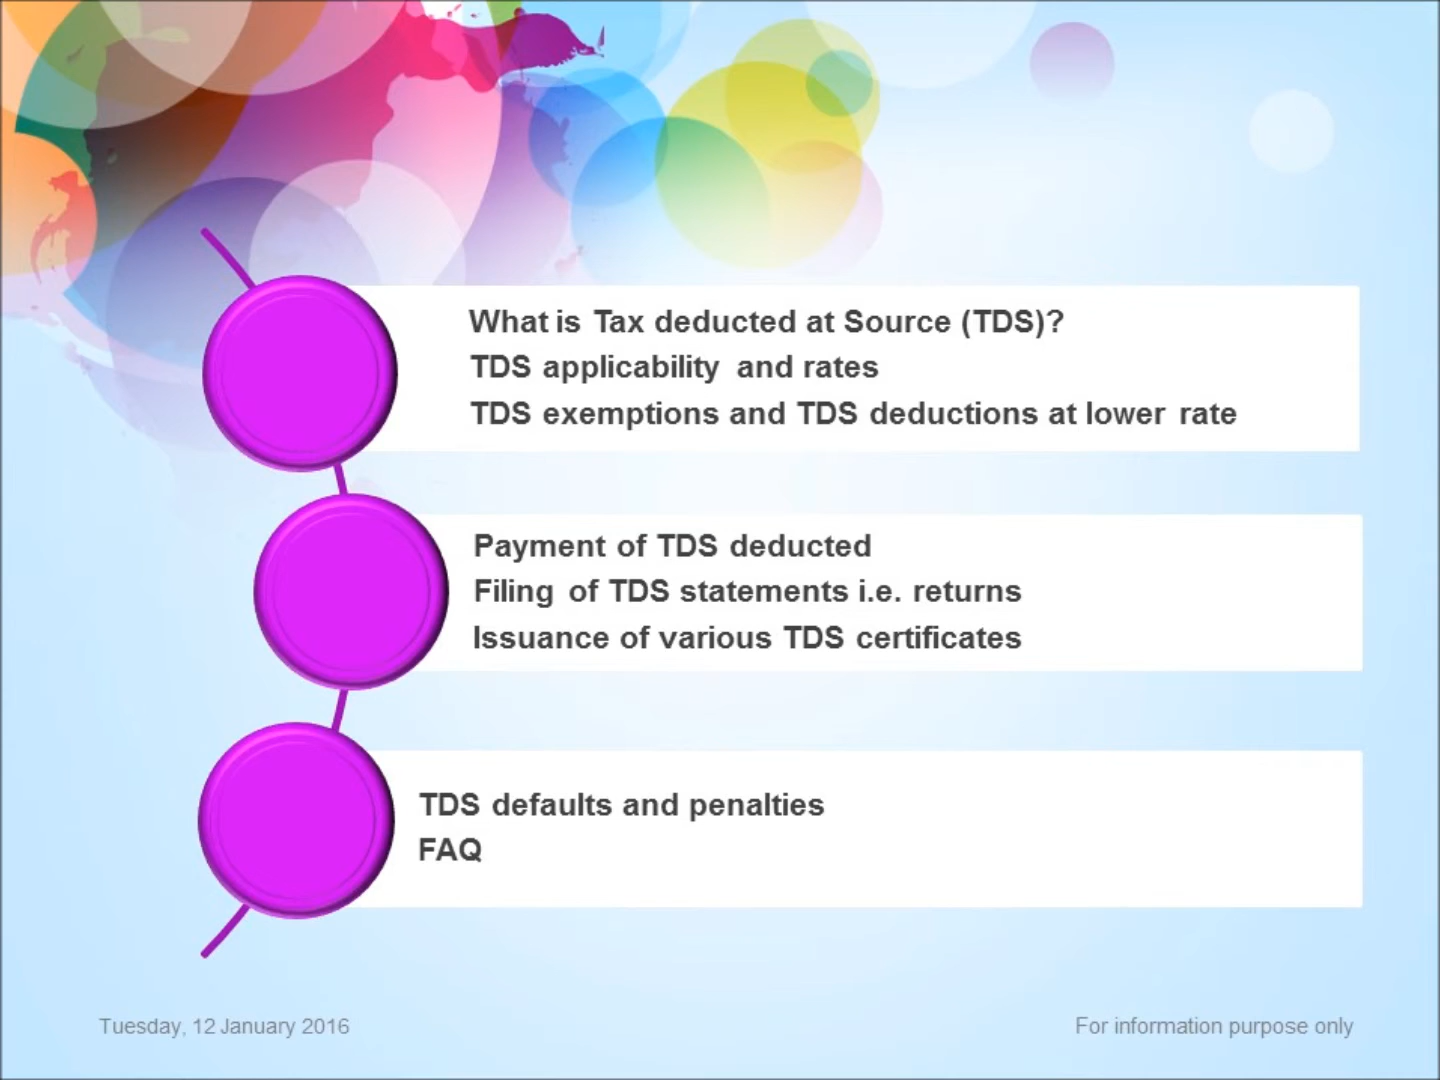 What is Tax deducted at Source (TDS)?
TDS applicability and rates
TDS exemptions and TDS deductions at lower rate
Payment of TDS deducted
Filing of TDS statements i.e. returns
Issuance of various TDS certificates
TDS defaults and penalties
FAQ
Tuesday, 12 January 2016
For information purpose only